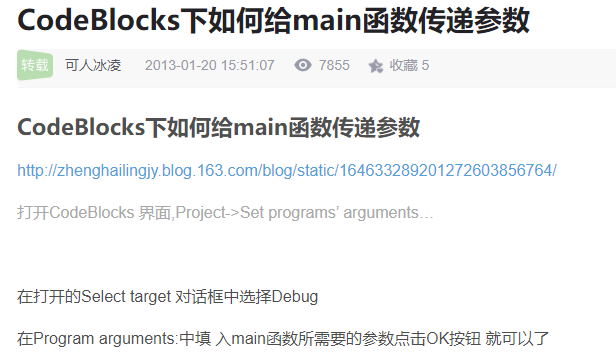 CodeBlocks下如何给main函数传递参数
转载 可人冰凌 2013-01-20 15:51:07 7855 收藏 5
CodeBlocks下如何给main函数传递参数
http://zhenghailingjy.blog.163.com/blog/static/164633289201272603856764/
打开CodeBlocks 界面,Project->Set programs’ arguments…
在打开的Select target 对话框中选择Debug
在Program arguments:中填 入main函数所需要的参数点击OK按钮 就可以了